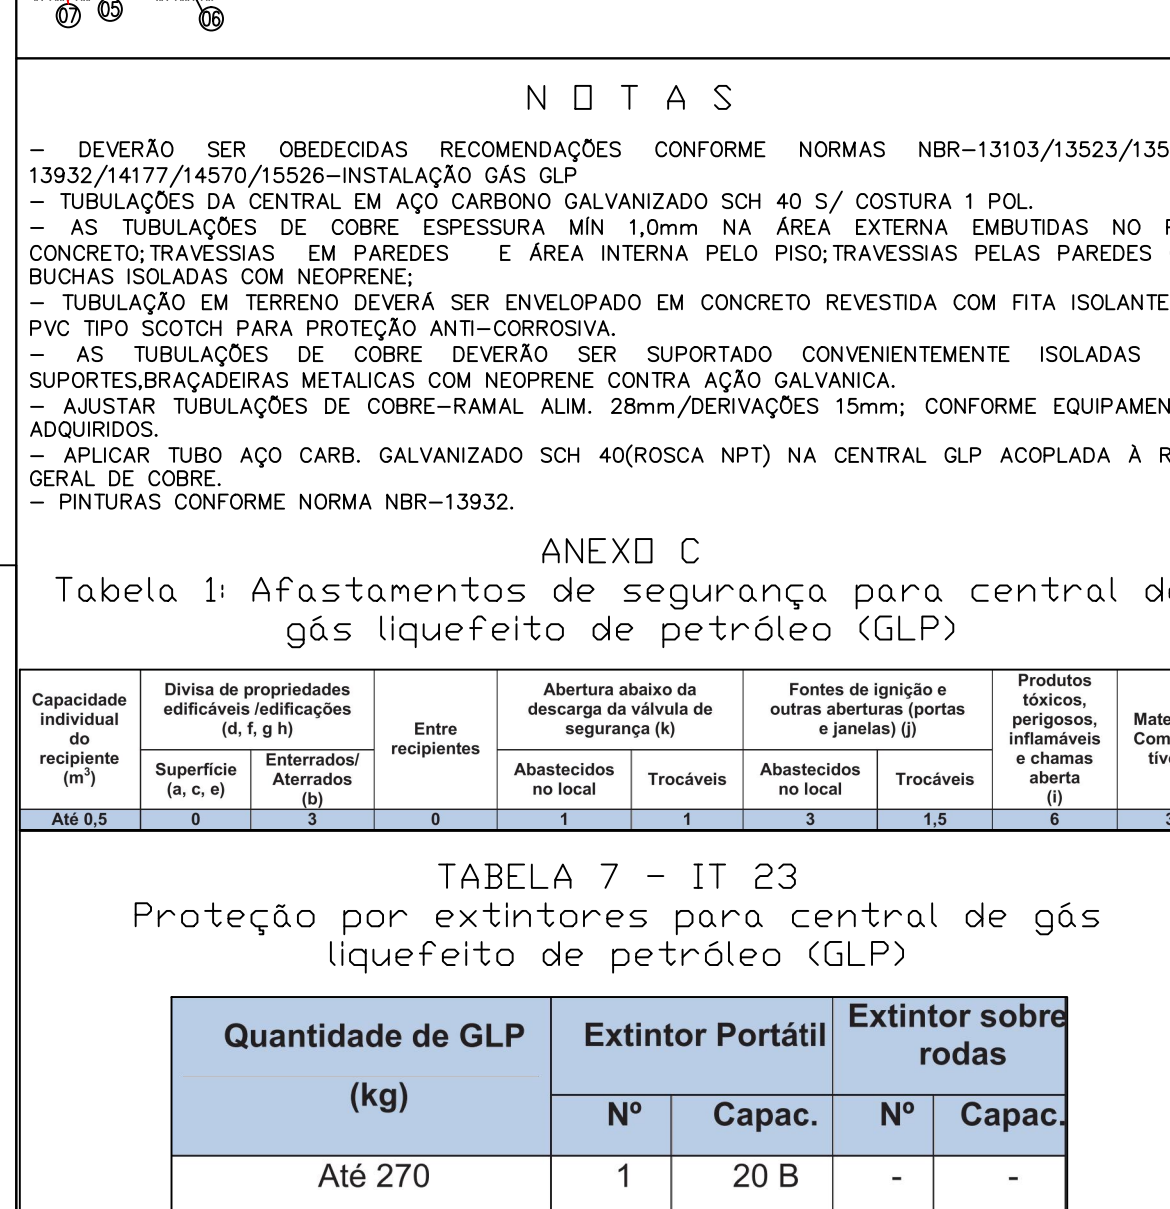 07 05 06
NOTAS
– DEVERÃO SER OBEDECIDAS RECOMENDAÇÕES CONFORME NORMAS NBR–13103/13523/135
13932/14177/14570/15526–INSTALAÇÃO GÁS GLP
– TUBULAÇÕES DA CENTRAL EM AÇO CARBONO GALVANIZADO SCH 40 S/ COSTURA 1 POL.
– AS TUBULAÇÕES DE COBRE ESPESSURA MÍN 1,0mm NA ÁREA EXTERNA EMBUTIDAS NO
CONCRETO;TRAVESSIAS EM PAREDES E ÁREA INTERNA PELO PISO;TRAVESSIAS PELAS PAREDES
BUCHAS ISOLADAS COM NEOPRENE;
– TUBULAÇÃO EM TERRENO DEVERÁ SER ENVELOPADO EM CONCRETO REVESTIDA COM FITA ISOLANTE
PVC TIPO SCOTCH PARA PROTEÇÃO ANTI–CORROSIVA.
– AS TUBULAÇÕES DE COBRE DEVERÃO SER SUPORTADO CONVENIENTEMENTE ISOLADAS
SUPORTES,BRAÇADEIRAS METALICAS COM NEOPRENE CONTRA AÇÃO GALVANICA.
– AJUSTAR TUBULAÇÕES DE COBRE–RAMAL ALIM. 28mm/DERIVAÇÕES 15mm; CONFORME EQUIPAMEN
ADQUIRIDOS.
– APLICAR TUBO AÇO CARB. GALVANIZADO SCH 40(ROSCA NPT) NA CENTRAL GLP ACOPLADA À R
GERAL DE COBRE.
– PINTURAS CONFORME NORMA NBR–13932.
ANEXO C
Tabela 1: Afastamentos de segurança para central de
gás liquefeito de petróleo (GLP)
Capacidade
individual
do
recipiente
(m³)
Divisa de propriedades
edificáveis /edificações
(d, f, g h)
Superfície
(a, c, e)
Enterrados/
Aterrados
(b)
Entre
recipientes
Abertura abaixo da
descarga da válvula de
segurança (k)
Abastecidos
no local
Trocáveis
Fontes de ignição e
outras aberturas (portas
e janelas) (j)
Abastecidos
no local
Trocáveis
Produtos
tóxicos,
perigosos,
inflamáveis
e chamas
aberta
(i)
Mate
Com
tív
Até 0,5 0 3 0 1 1 3 1,5 6 3
TABELA 7 – IT 23
Proteção por extintores para central de gás
liquefeito de petróleo (GLP)
Quantidade de GLP
(kg)
Extintor Portátil
Extintor sobre
rodas
Nº Capac. Nº Capac.
Até 270 1 20 B - -